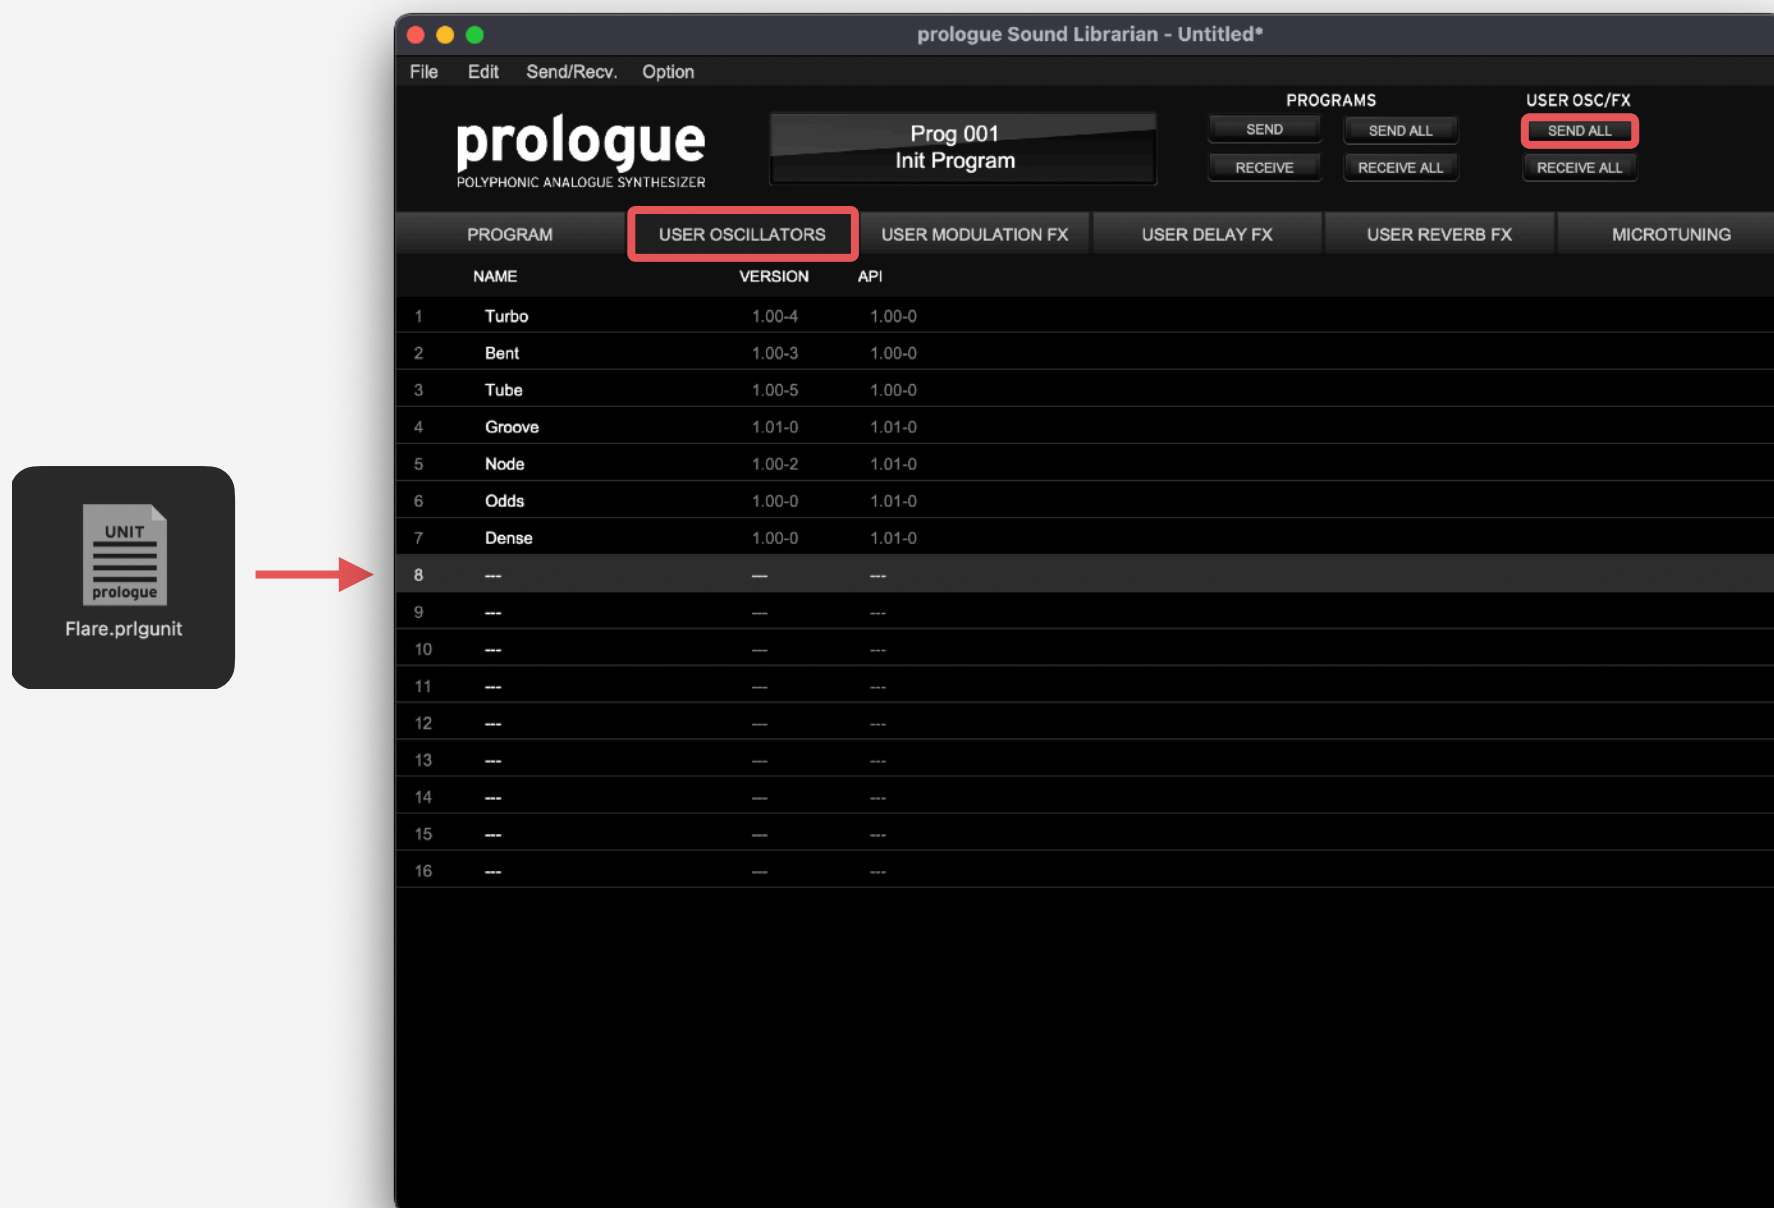 prologue Sound Librarian - Untitled*
File Edit Send/Recv. Option
PROGRAMS USER OSC/FX
prologue
POLYPHONIC ANALOGUE SYNTHESIZER
Prog 001
Init Program
SEND SEND ALL SEND ALL
RECEIVE RECEIVE ALL RECEIVE ALL
PROGRAM USER OSCILLATORS USER MODULATION FX USER DELAY FX USER REVERB FX MICROTUNING
NAME VERSION API
1 Turbo 1.00-4 1.00-0
2 Bent 1.00-3 1.00-0
3 Tube 1.00-5 1.00-0
4 Groove 1.01-0 1.01-0
5 Node 1.00-2 1.01-0
6 Odds 1.00-0 1.01-0
7 Dense 1.00-0 1.01-0
8 --- --- ---
9 --- --- ---
10 --- --- ---
11 --- --- ---
12 --- --- ---
13 --- --- ---
14 --- --- ---
15 --- --- ---
16 --- --- ---
UNIT
prologue
Flare.prlgunit